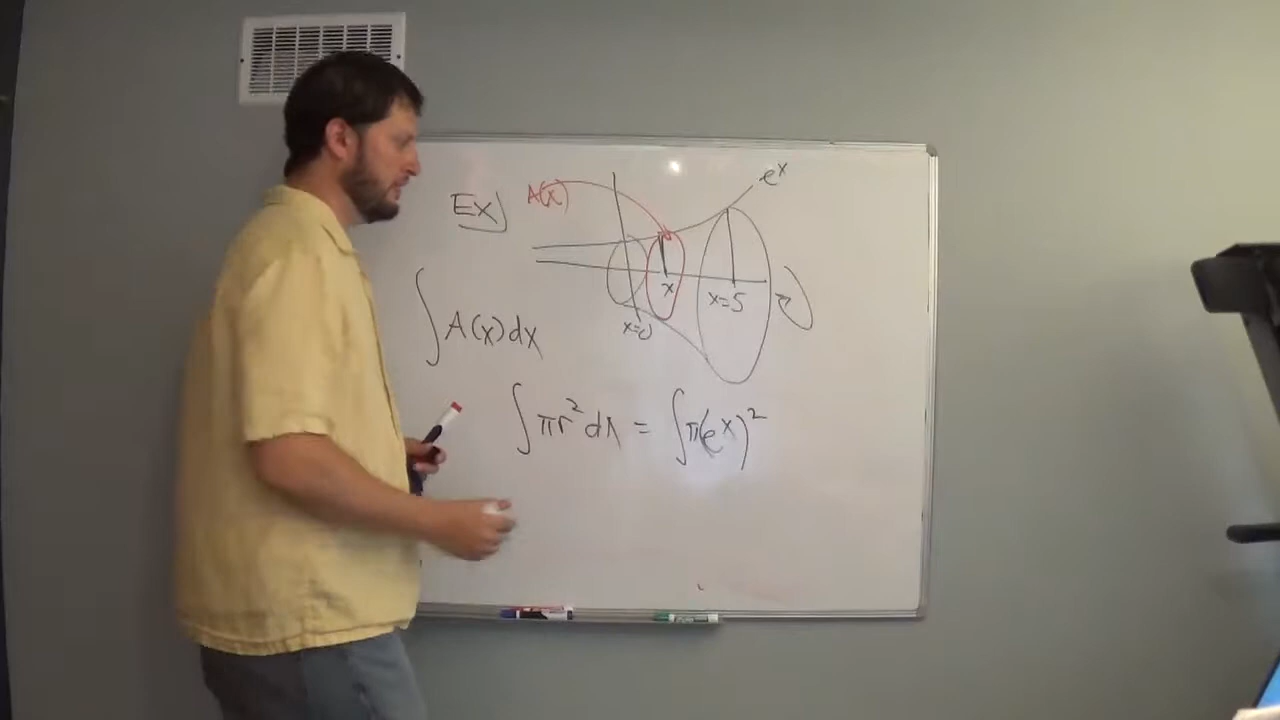 Ex) A(x) e^x
x
x=5
x=0
∫A(x)dx
∫πr²dx = ∫π(e^x)²